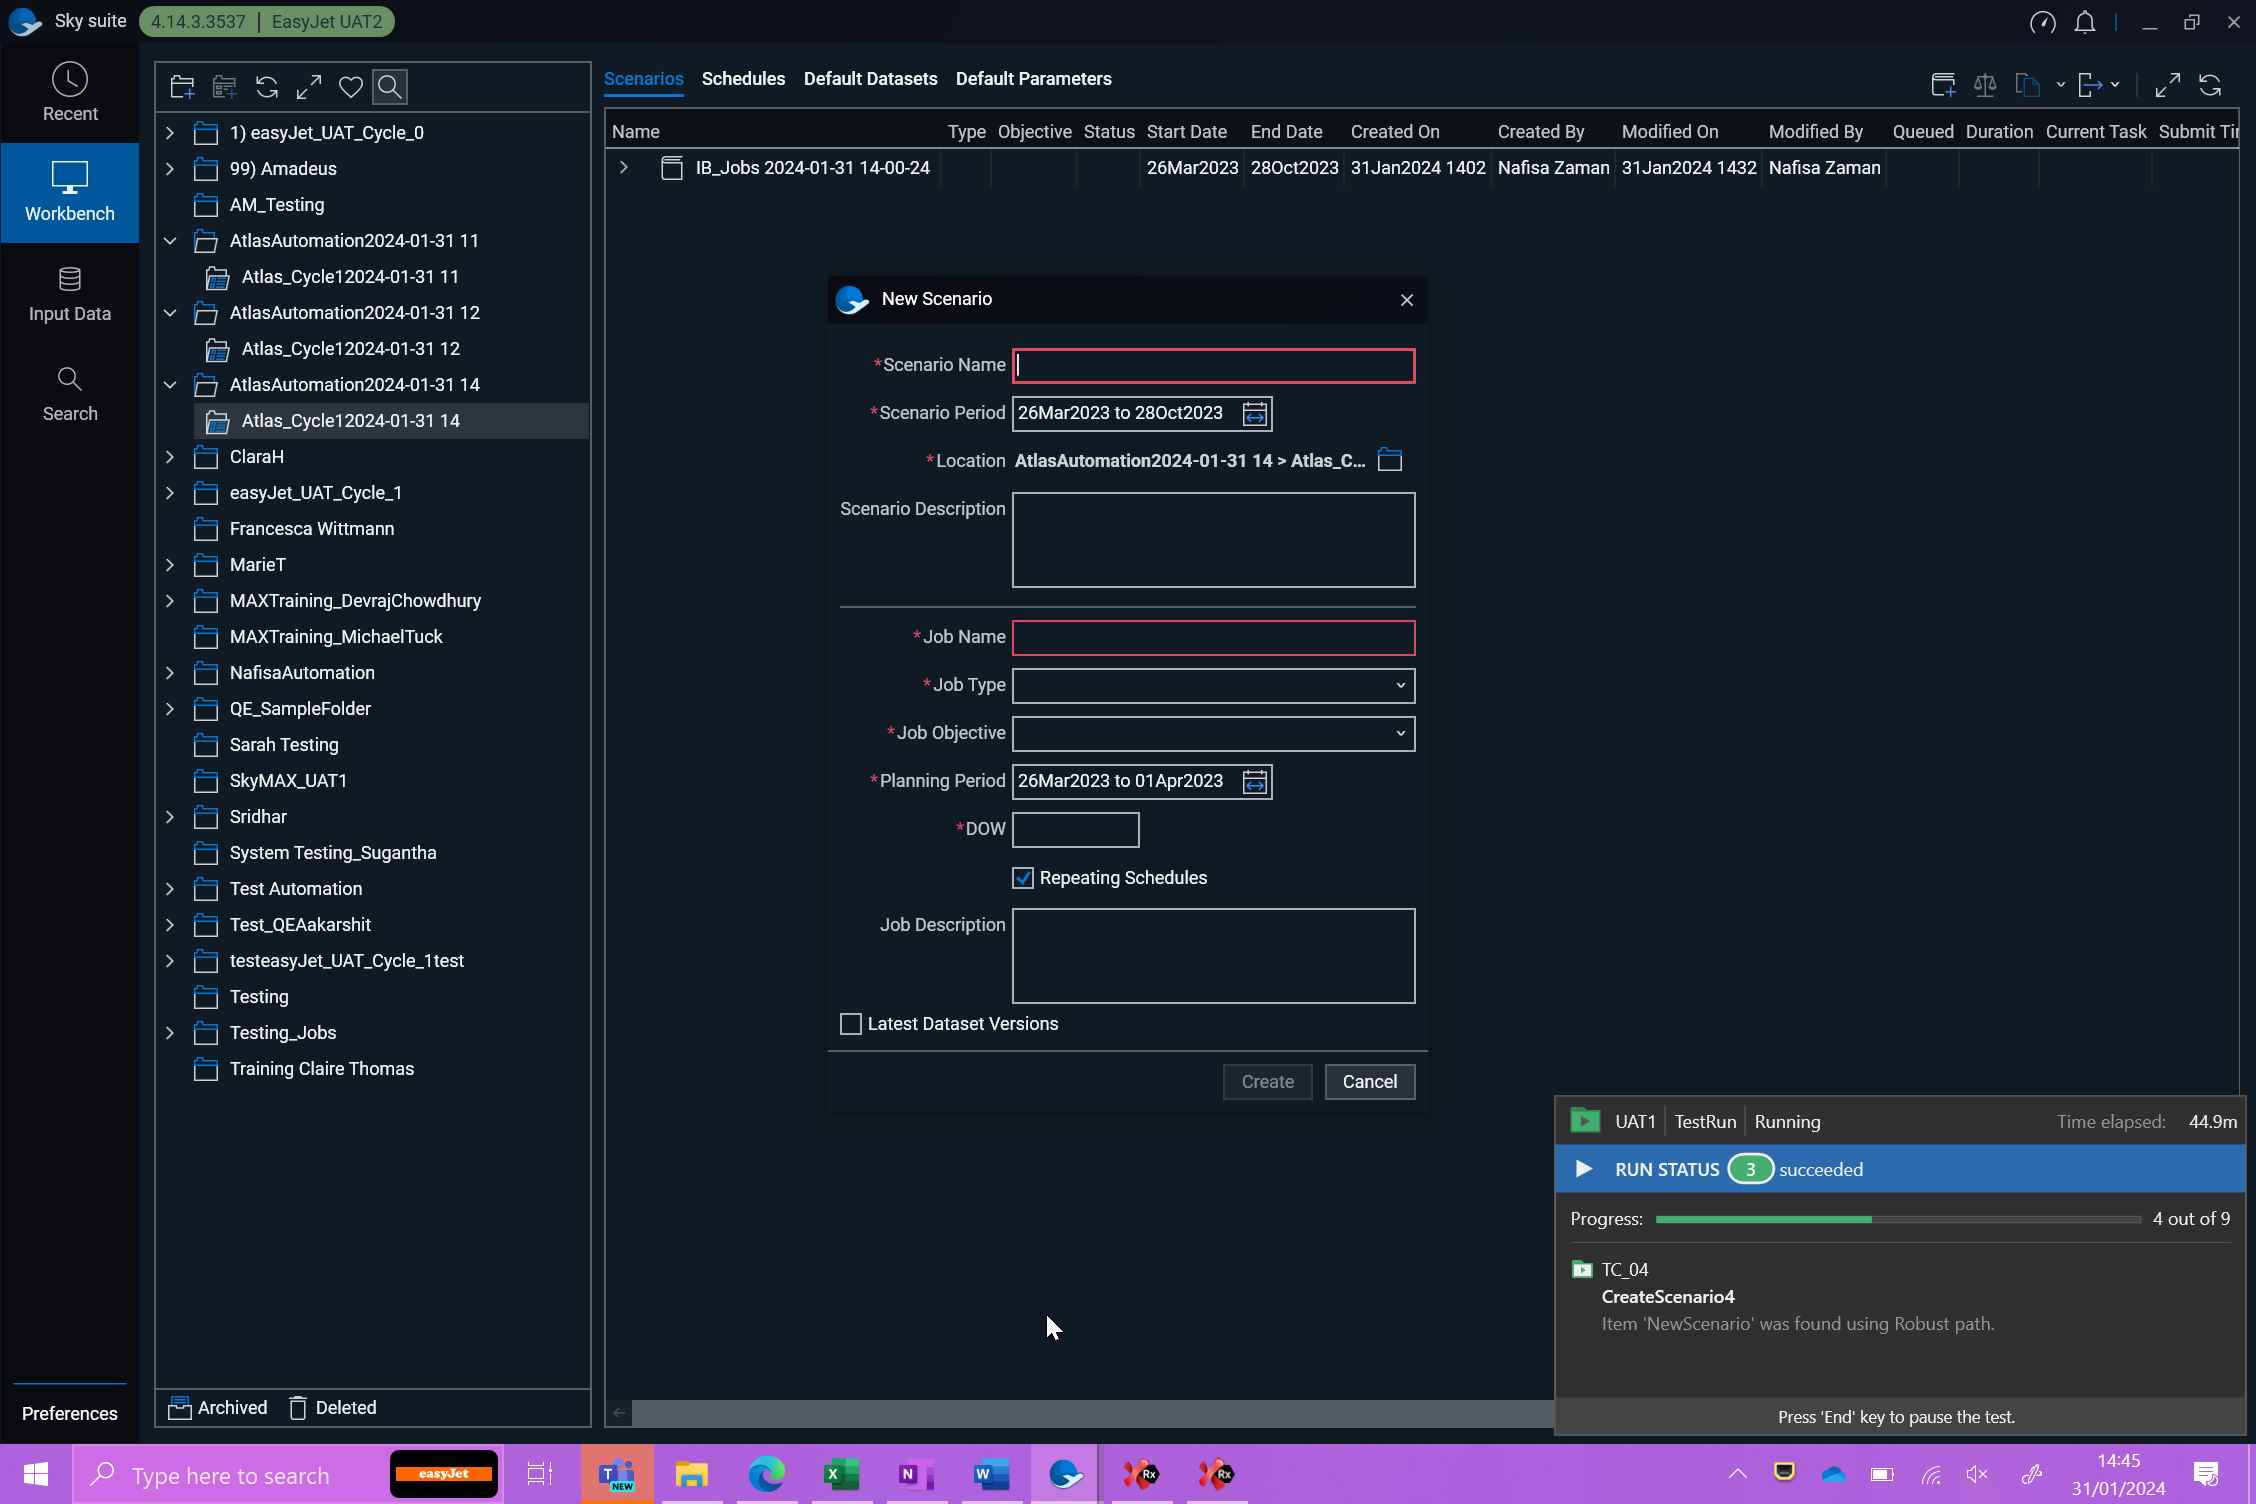 Sky suite 4.14.3.3537 | EasyJet UAT2
Recent
Workbench
Input Data
Search
Preferences
1) easyJet_UAT_Cycle_0
99) Amadeus
AM_Testing
AtlasAutomation2024-01-31 11
Atlas_Cycle12024-01-31 11
AtlasAutomation2024-01-31 12
Atlas_Cycle12024-01-31 12
AtlasAutomation2024-01-31 14
Atlas_Cycle12024-01-31 14
ClaraH
easyJet_UAT_Cycle_1
Francesca Wittmann
MarieT
MAXTraining_DevrajChowdhury
MAXTraining_MichaelTuck
NafisaAutomation
QE_SampleFolder
Sarah Testing
SkyMAX_UAT1
Sridhar
System Testing_Sugantha
Test Automation
Test_QEAakarshit
testeasyJet_UAT_Cycle_1test
Testing
Testing_Jobs
Training Claire Thomas
Archived Deleted
Scenarios Schedules Default Datasets Default Parameters
Name Type Objective Status Start Date End Date Created On Created By Modified On Modified By Queued Duration Current Task Submit Tir
IB_Jobs 2024-01-31 14-00-24 26Mar2023 28Oct2023 31Jan2024 1402 Nafisa Zaman 31Jan2024 1432 Nafisa Zaman
New Scenario
*Scenario Name
*Scenario Period 26Mar2023 to 28Oct2023
*Location AtlasAutomation2024-01-31 14 > Atlas_C...
Scenario Description
*Job Name
*Job Type
*Job Objective
*Planning Period 26Mar2023 to 01Apr2023
*DOW
Repeating Schedules
Job Description
Latest Dataset Versions
Create Cancel
UAT1 TestRun Running Time elapsed: 44.9m
RUN STATUS 3 succeeded
Progress: 4 out of 9
TC_04
CreateScenario4
Item 'NewScenario' was found using Robust path.
Press 'End' key to pause the test.
Type here to search easyJet
T NEW X N W Rx Rx
14:45
31/01/2024